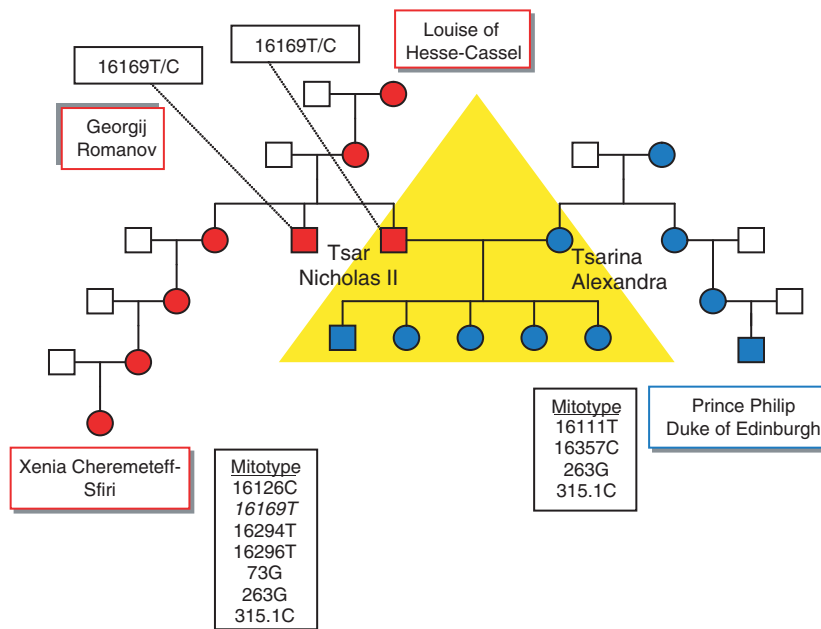 16169T/C
16169T/C
Louise of
Hesse-Cassel
Georgij
Romanov
Tsar
Nicholas II
Tsarina
Alexandra
Xenia Cheremeteff-
Sfiri
Mitotype
16126C
16169T
16294T
16296T
73G
263G
315.1C
Mitotype
16111T
16357C
263G
315.1C
Prince Philip
Duke of Edinburgh